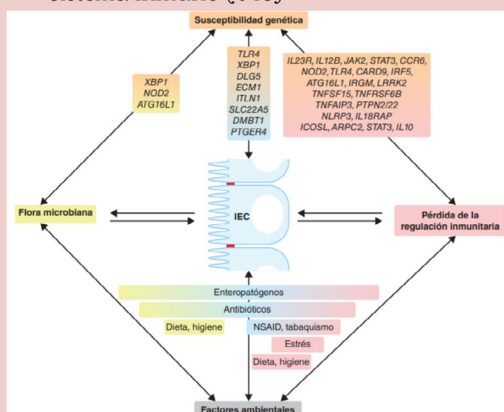 Susceptibilidad genética
XBP1
NOD2
ATG16L1
TLR4
XBP1
DLG5
ECM1
ITLN1
SLC22A5
DMBT1
PTGER4
IL23R, IL12B, JAK2, STAT3, CCR6,
NOD2, TLR4, CARD9, IRF5,
ATG16L1, IRGM, LRRK2
TNFSF15, TNFRSF6B
TNFAIP3, PTPN2/22
NLRP3, IL18RAP
ICOSL, ARPC2, STAT3, IL10
Flora microbiana
IEC
Pérdida de la
regulación inmunitaria
Enteropatógenos
Antibióticos
Dieta, higiene
NSAID, tabaquismo
Estrés
Dieta, higiene
Factores ambientales